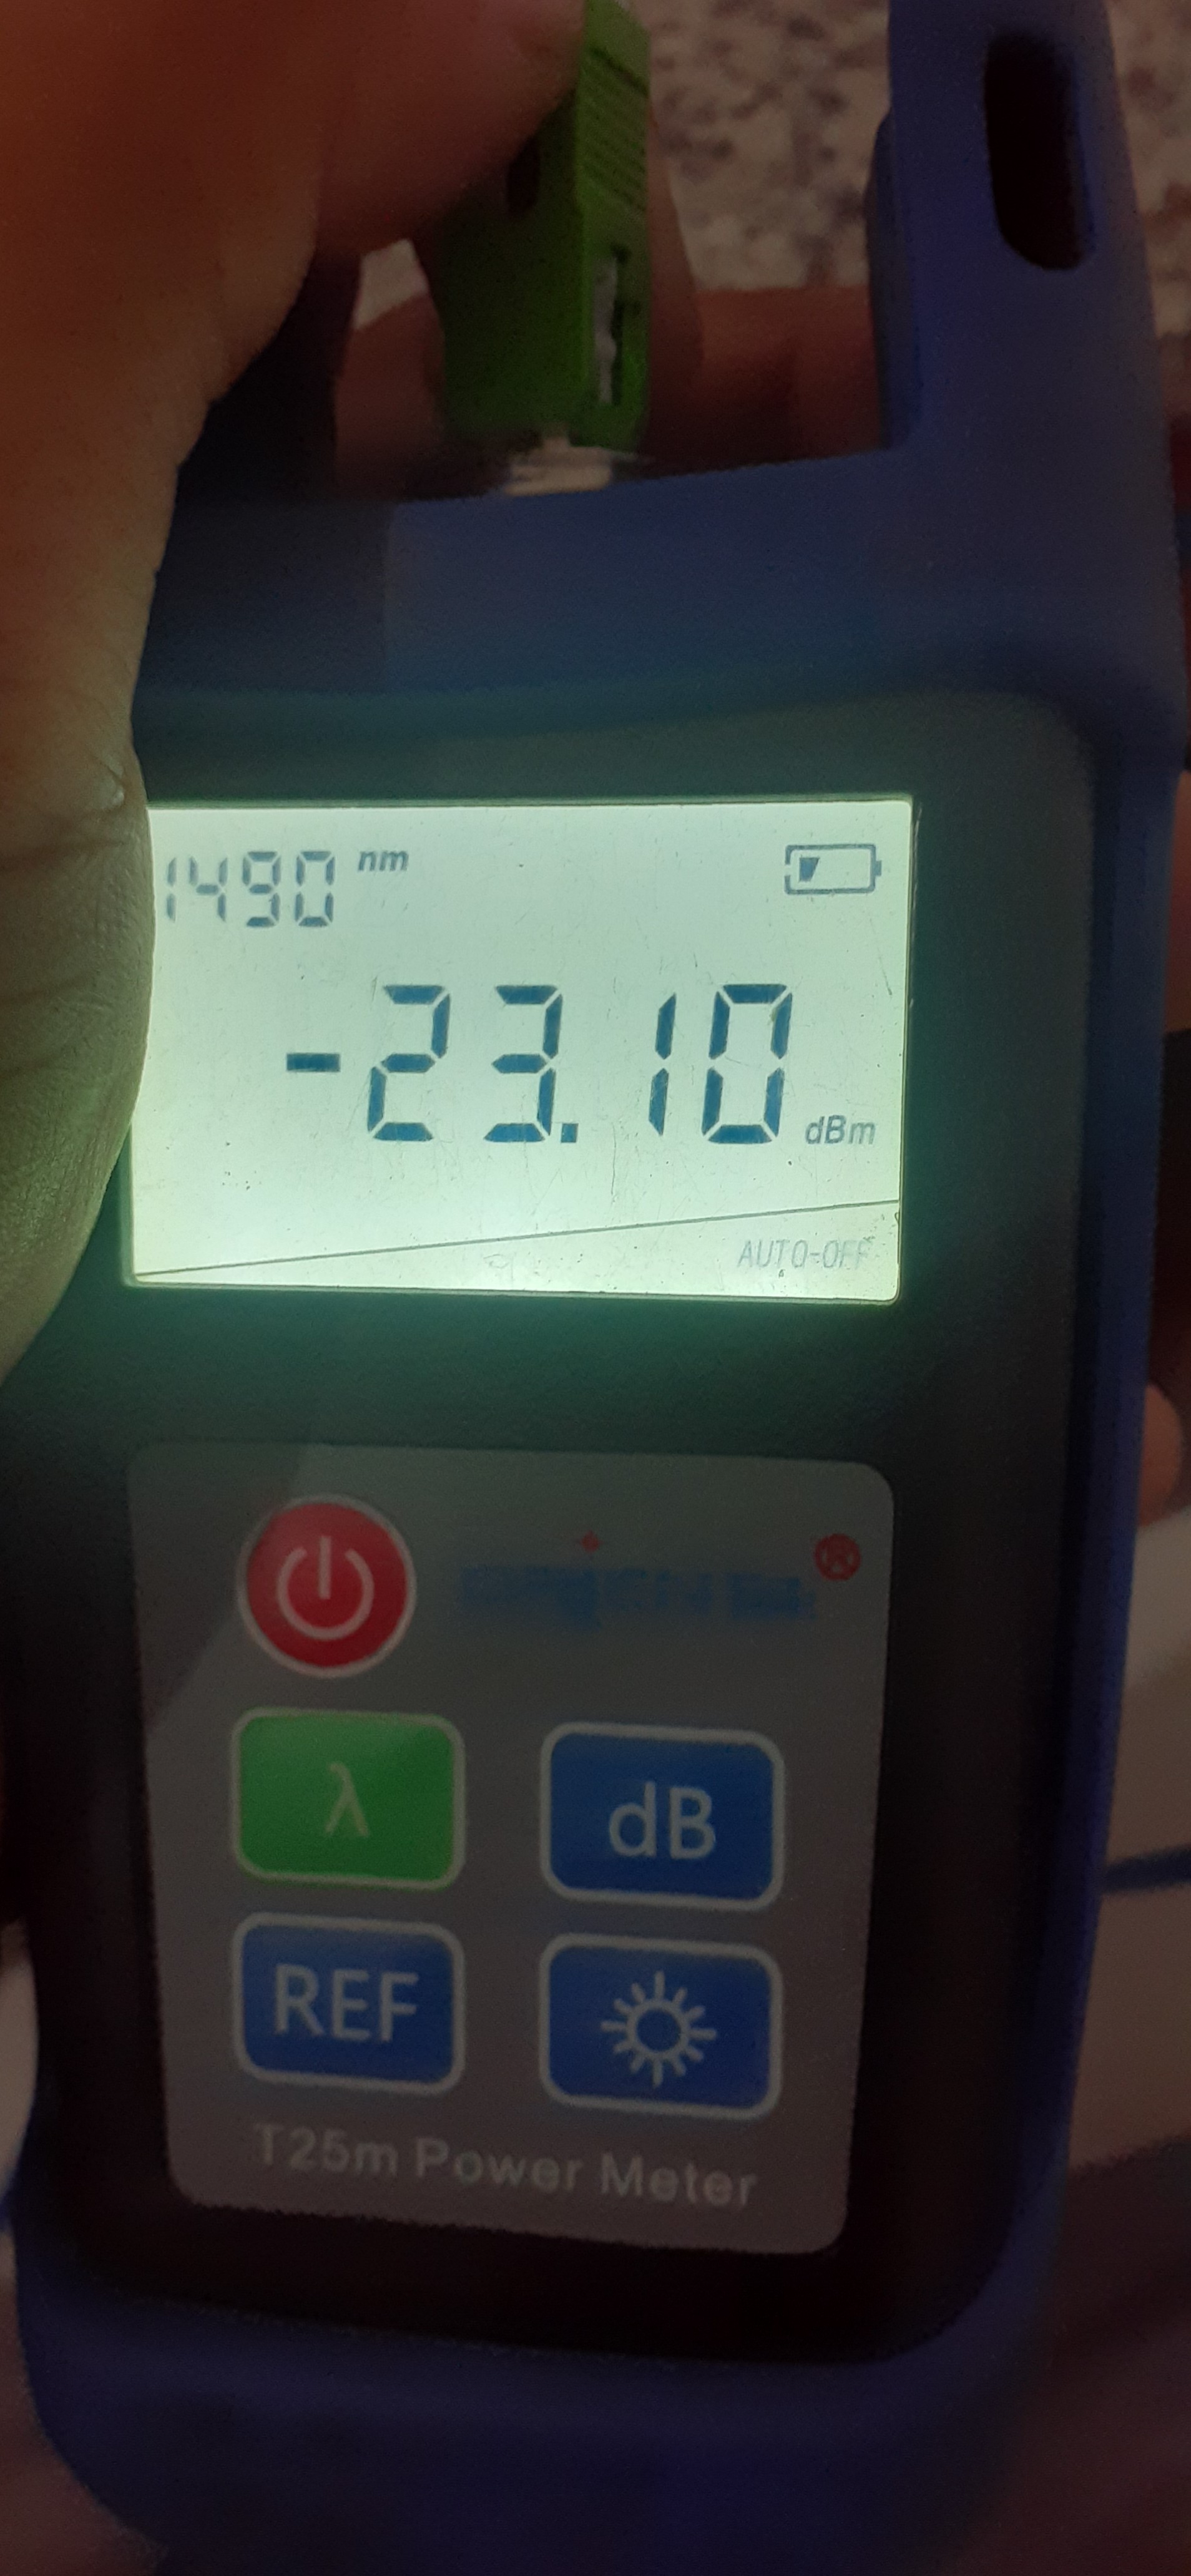 1490 nm
-23.10 dBm
AUTO-OFF
λ
dB
REF
T25m Power Meter